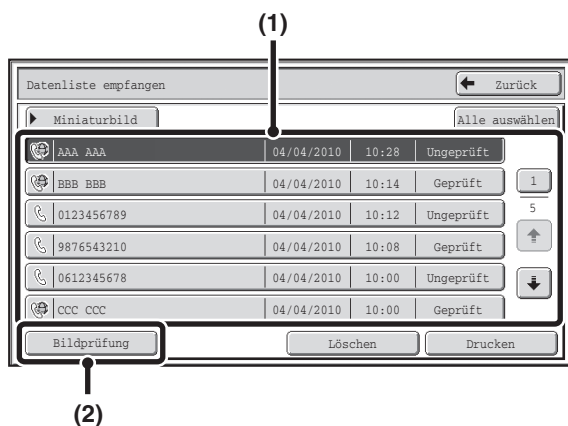 (1)
Datenliste empfangen Zurück
Miniaturbild Alle auswählen
AAA AAA 04/04/2010 10:28 Ungeprüft
BBB BBB 04/04/2010 10:14 Geprüft 1
0123456789 04/04/2010 10:12 Ungeprüft 5
9876543210 04/04/2010 10:08 Geprüft
0612345678 04/04/2010 10:00 Ungeprüft
CCC CCC 04/04/2010 10:00 Geprüft
Bildprüfung Löschen Drucken
(2)